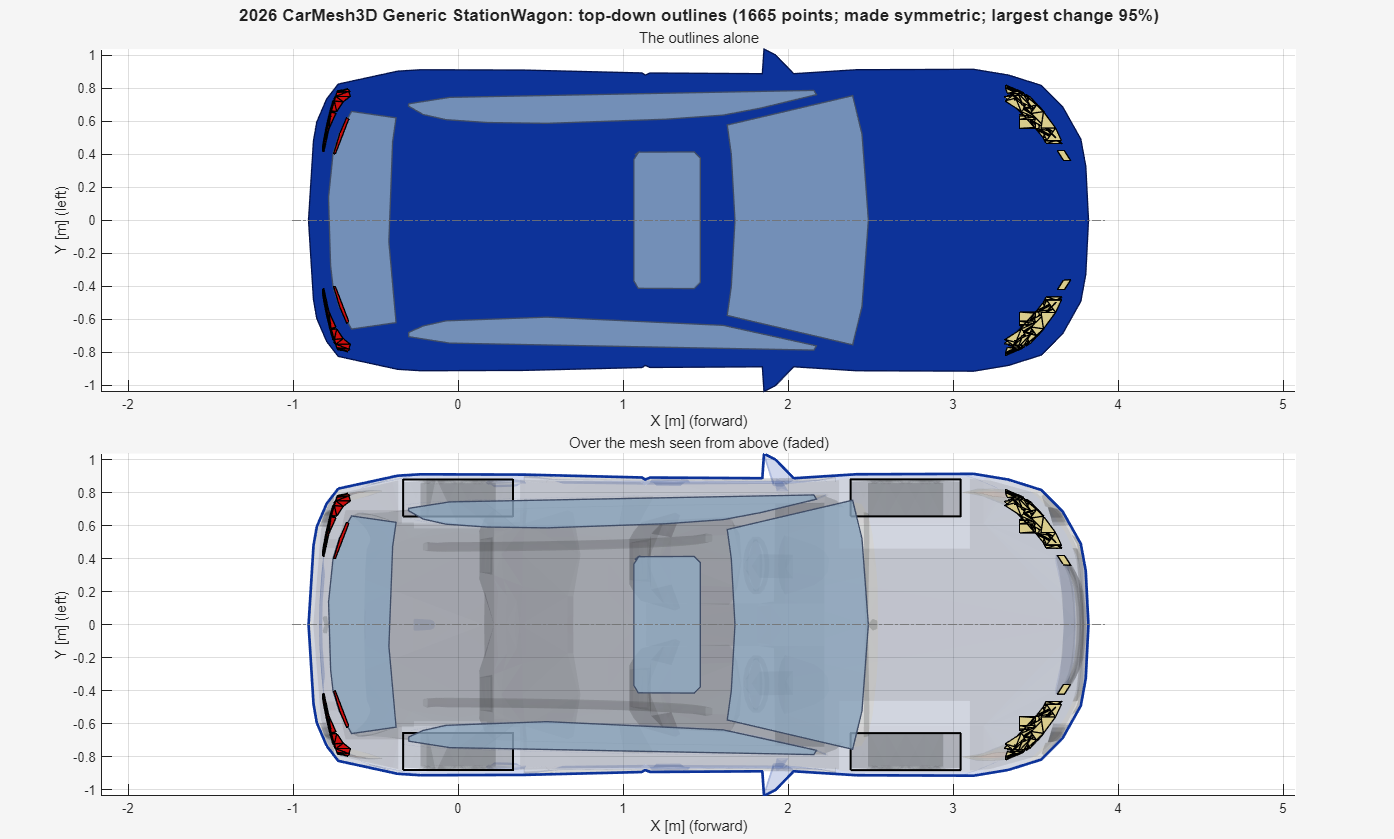 2026 CarMesh3D Generic StationWagon: top-down outlines (1665 points; made symmetric; largest change 95%)
The outlines alone
1
0.8
0.6
0.4
0.2
0
-0.2
-0.4
-0.6
-0.8
-1
Y [m] (left)
-2 -1 0 1 2 3 4 5
X [m] (forward)
Over the mesh seen from above (faded)
1
0.8
0.6
0.4
0.2
0
-0.2
-0.4
-0.6
-0.8
-1
Y [m] (left)
-2 -1 0 1 2 3 4 5
X [m] (forward)